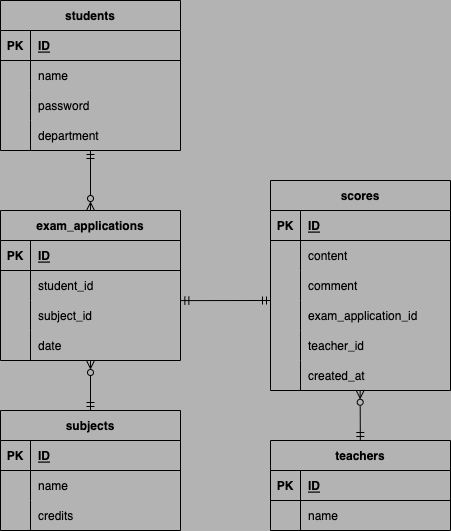 students
PK ID
name
password
department
exam_applications
PK ID
student_id
subject_id
date
subjects
PK ID
name
credits
scores
PK ID
content
comment
exam_application_id
teacher_id
created_at
teachers
PK ID
name